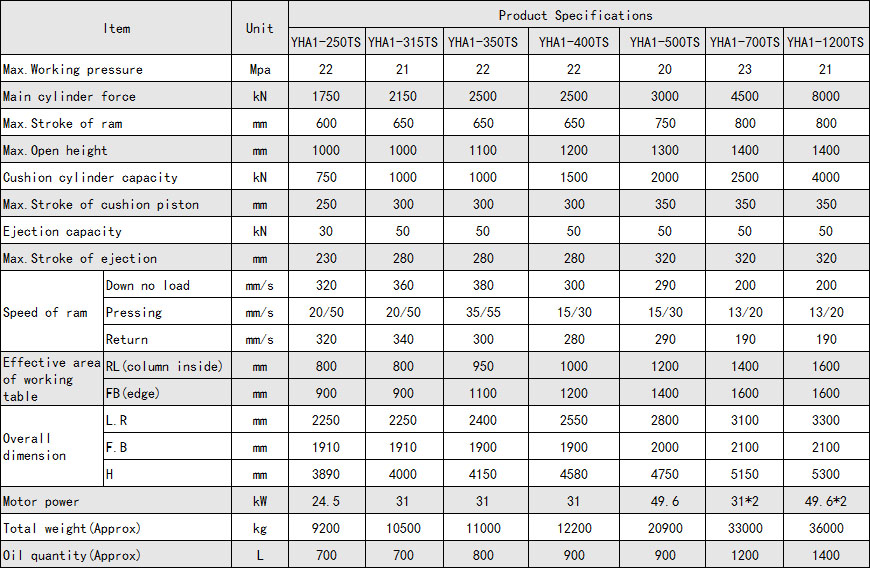 Item Unit Product Specifications
YHA1-250TS YHA1-315TS YHA1-350TS YHA1-400TS YHA1-500TS YHA1-700TS YHA1-1200TS
Max.Working pressure Mpa 22 21 22 22 20 23 21
Main cylinder force kN 1750 2150 2500 2500 3000 4500 8000
Max.Stroke of ram mm 600 650 650 650 750 800 800
Max.Open height mm 1000 1000 1100 1200 1300 1400 1400
Cushion cylinder capacity kN 750 1000 1000 1500 2000 2500 4000
Max.Stroke of cushion piston mm 250 300 300 300 350 350 350
Ejection capacity kN 30 50 50 50 50 50 50
Max.Stroke of ejection mm 230 280 280 280 320 320 320
Speed of ram Down no load mm/s 320 360 380 300 290 200 200
Pressing mm/s 20/50 20/50 35/55 15/30 15/30 13/20 13/20
Return mm/s 320 340 300 280 290 190 190
Effective area of working table RL(column inside) mm 800 800 950 1000 1200 1400 1600
FB(edge) mm 900 900 1100 1200 1400 1600 1600
Overall dimension L.R mm 2250 2250 2400 2550 2800 3100 3300
F.B mm 1910 1910 1900 1900 2000 2100 2100
H mm 3890 4000 4150 4580 4750 5150 5300
Motor power kW 24.5 31 31 31 49.6 31*2 49.6*2
Total weight(Approx) kg 9200 10500 11000 12200 20900 33000 36000
Oil quantity(Approx) L 700 700 800 900 900 1200 1400